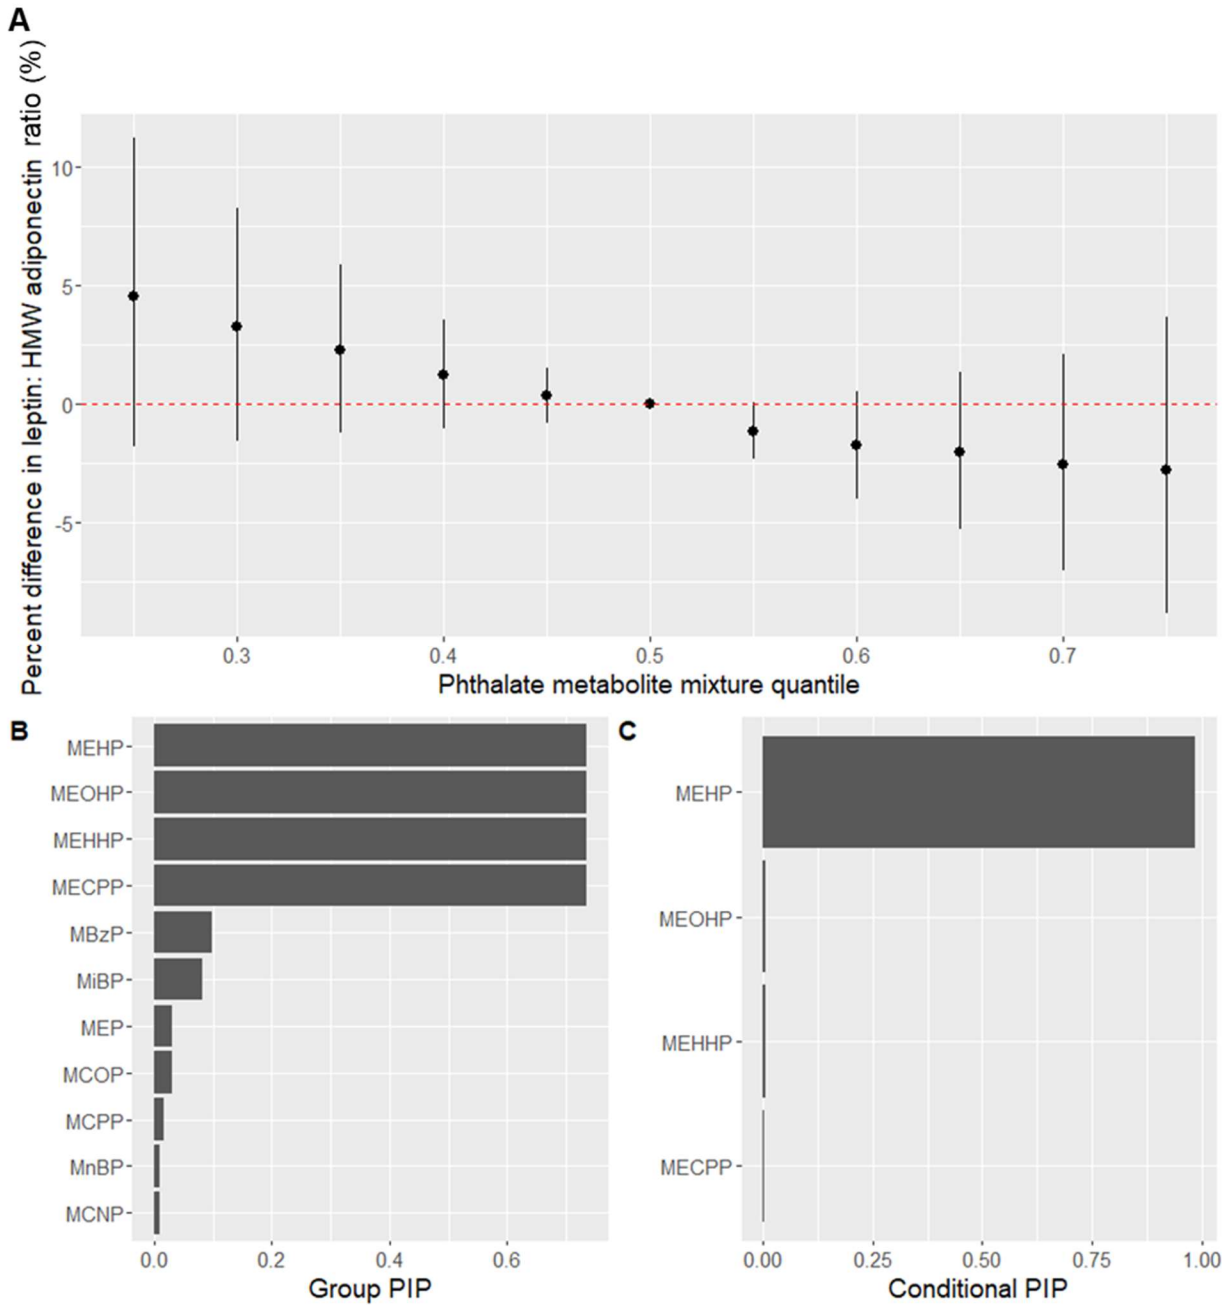 A
Percent difference in leptin: HMW adiponectin ratio (%)
10
5
0
-5
0.3 0.4 0.5 0.6 0.7
Phthalate metabolite mixture quantile
B
MEHP
MEOHP
MEHHP
MECPP
MBzP
MiBP
MEP
MCOP
MCPP
MnBP
MCNP
0.0 0.2 0.4 0.6
Group PIP
C
MEHP
MEOHP
MEHHP
MECPP
0.00 0.25 0.50 0.75 1.00
Conditional PIP